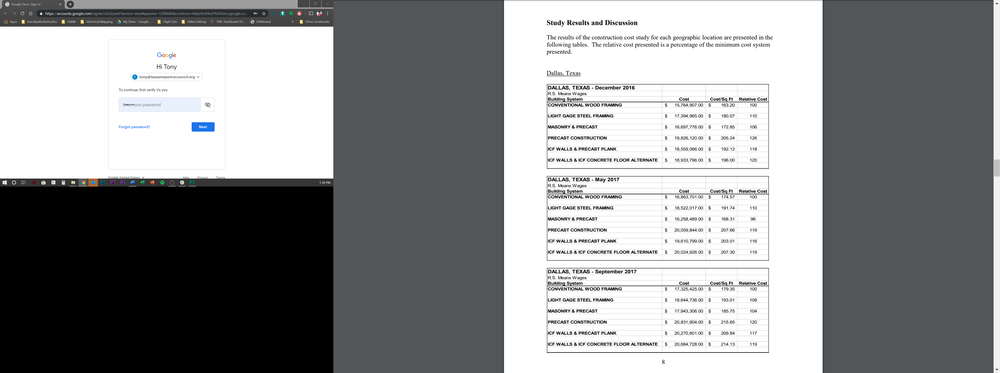 Google Docs: Sign-in
https://accounts.google.com/signin/v2/sl/pwd?service=wise&passive=1209600&continue=https%3A%2F%2Fdocs.google.co...
Apps EverdayMediaStudios Fiddle Historical Mapping My Drive - Google... Flight Sim Video Editing TMC Dashboard V1... DAKboard » Other bookmarks
Google
Hi Tony
T tony@texasmasonrycouncil.org
To continue, first verify it's you
Enter your password
Forgot password? Next
English (United States) Help Privacy Terms
1:38 PM
Study Results and Discussion
The results of the construction cost study for each geographic location are presented in the
following tables. The relative cost presented is a percentage of the minimum cost system
presented.
Dallas, Texas
DALLAS, TEXAS - December 2016
R.S. Means Wages
Building System Cost Cost/Sq Ft Relative Cost
CONVENTIONAL WOOD FRAMING $ 15,764,907.00 $ 163.20 100
LIGHT GAGE STEEL FRAMING $ 17,394,965.00 $ 180.07 110
MASONRY & PRECAST $ 16,697,776.00 $ 172.85 106
PRECAST CONSTRUCTION $ 19,826,120.00 $ 205.24 126
ICF WALLS & PRECAST PLANK $ 18,559,066.00 $ 192.12 118
ICF WALLS & ICF CONCRETE FLOOR ALTERNATE $ 18,933,796.00 $ 196.00 120
DALLAS, TEXAS - May 2017
R.S. Means Wages
Building System Cost Cost/Sq Ft Relative Cost
CONVENTIONAL WOOD FRAMING $ 16,863,701.00 $ 174.57 100
LIGHT GAGE STEEL FRAMING $ 18,522,017.00 $ 191.74 110
MASONRY & PRECAST $ 16,258,489.00 $ 168.31 96
PRECAST CONSTRUCTION $ 20,059,844.00 $ 207.66 119
ICF WALLS & PRECAST PLANK $ 19,610,799.00 $ 203.01 116
ICF WALLS & ICF CONCRETE FLOOR ALTERNATE $ 20,024,926.00 $ 207.30 119
DALLAS, TEXAS - September 2017
R.S. Means Wages
Building System Cost Cost/Sq Ft Relative Cost
CONVENTIONAL WOOD FRAMING $ 17,325,425.00 $ 179.35 100
LIGHT GAGE STEEL FRAMING $ 18,644,736.00 $ 193.01 108
MASONRY & PRECAST $ 17,943,306.00 $ 185.75 104
PRECAST CONSTRUCTION $ 20,831,904.00 $ 215.65 120
ICF WALLS & PRECAST PLANK $ 20,270,601.00 $ 209.84 117
ICF WALLS & ICF CONCRETE FLOOR ALTERNATE $ 20,684,728.00 $ 214.13 119
8